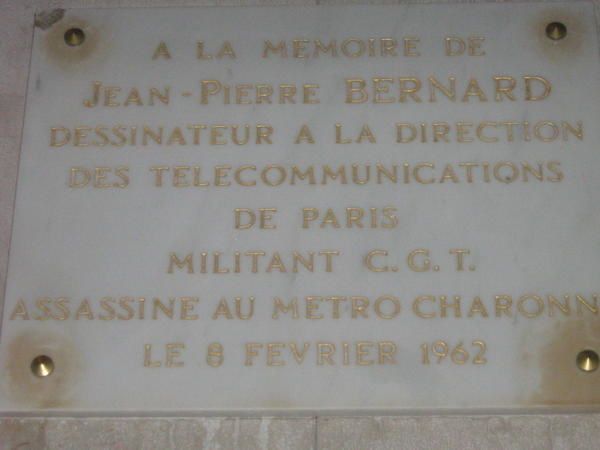 A LA MEMOIRE DE
JEAN-PIERRE BERNARD
DESSINATEUR A LA DIRECTION
DES TELECOMMUNICATIONS
DE PARIS
MILITANT C.G.T.
ASSASSINE AU METRO CHARONN
LE 8 FEVRIER 1962